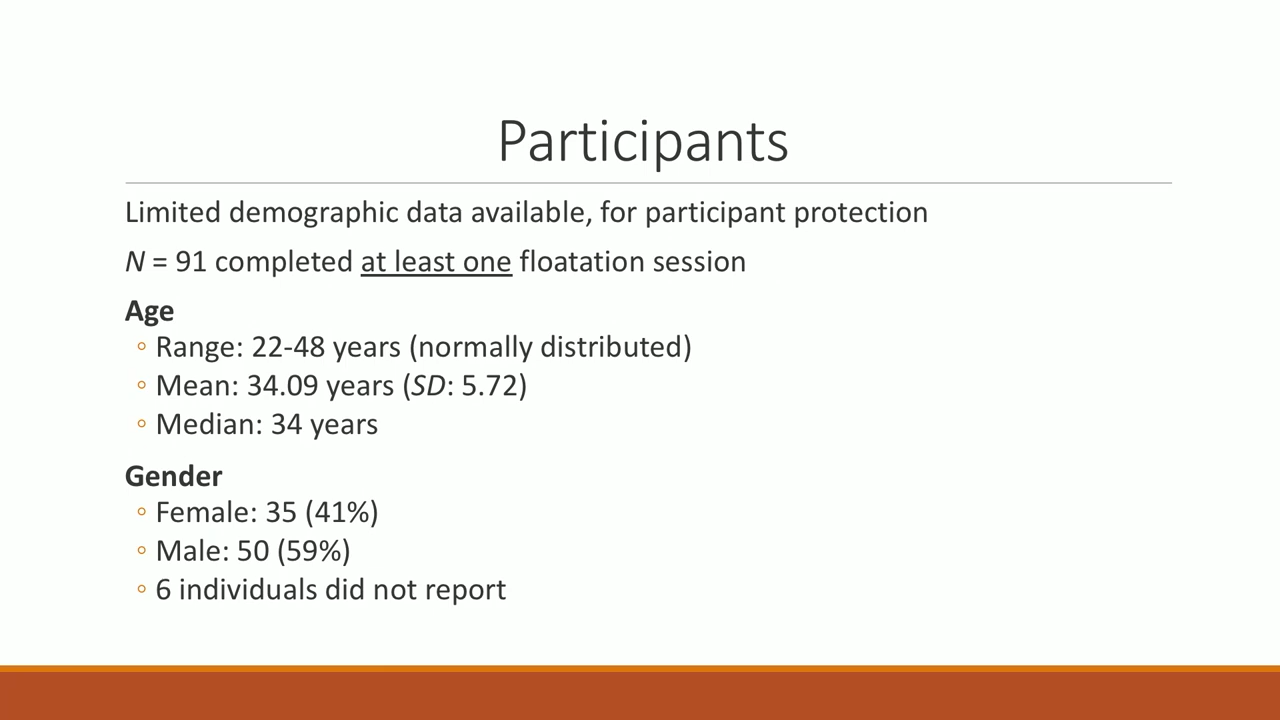 Participants
Limited demographic data available, for participant protection
N = 91 completed at least one floatation session
Age
◦ Range: 22-48 years (normally distributed)
◦ Mean: 34.09 years (SD: 5.72)
◦ Median: 34 years
Gender
◦ Female: 35 (41%)
◦ Male: 50 (59%)
◦ 6 individuals did not report